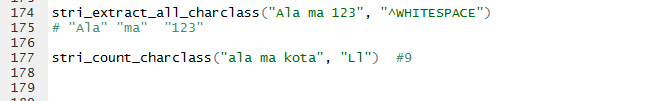 174 stri_extract_all_charclass("Ala ma 123", "^WHITESPACE")
175 # "Ala" "ma"  "123"
176
177 stri_count_charclass("ala ma kota", "Ll")  #9
178
179